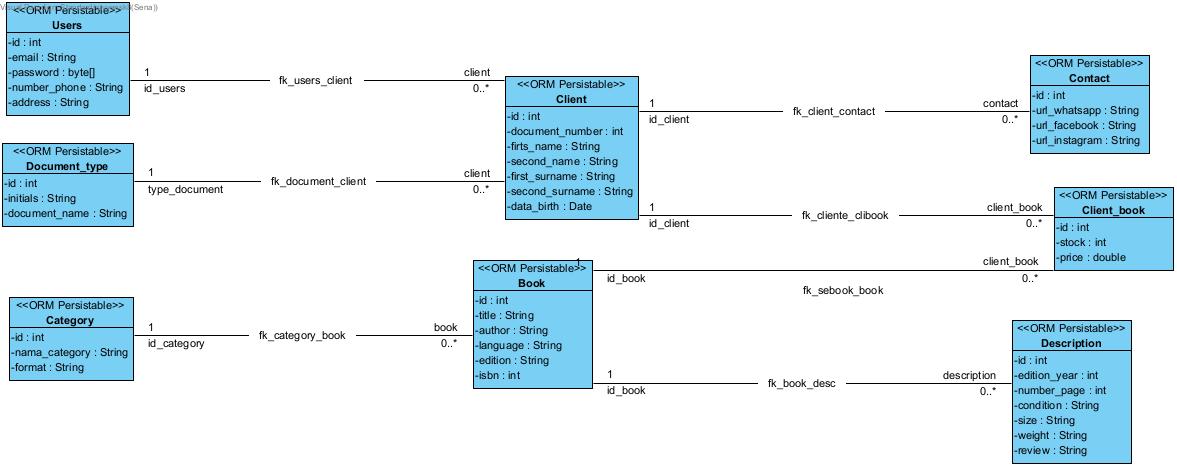 (Sena))
<<ORM Persistable>>
Users
-id : int
-email : String
-password : byte[]
-number_phone : String
-address : String
1
id_users
fk_users_client
client
0..*
<<ORM Persistable>>
Document_type
-id : int
-initials : String
-document_name : String
1
type_document
fk_document_client
client
0..*
<<ORM Persistable>>
Client
-id : int
-document_number : int
-firts_name : String
-second_name : String
-first_surname : String
-second_surname : String
-data_birth : Date
1
id_client
fk_client_contact
contact
0..*
<<ORM Persistable>>
Contact
-id : int
-url_whatsapp : String
-url_facebook : String
-url_instagram : String
1
id_client
fk_cliente_clibook
client_book
0..*
<<ORM Persistable>>
Client_book
-id : int
-stock : int
-price : double
<<ORM Persistable>>
Category
-id : int
-nama_category : String
-format : String
1
id_category
fk_category_book
book
0..*
<<ORM Persistable>>
Book
-id : int
-title : String
-author : String
-language : String
-edition : String
-isbn : int
1
id_book
fk_sebook_book
client_book
0..*
1
id_book
fk_book_desc
description
0..*
<<ORM Persistable>>
Description
-id : int
-edition_year : int
-number_page : int
-condition : String
-size : String
-weight : String
-review : String